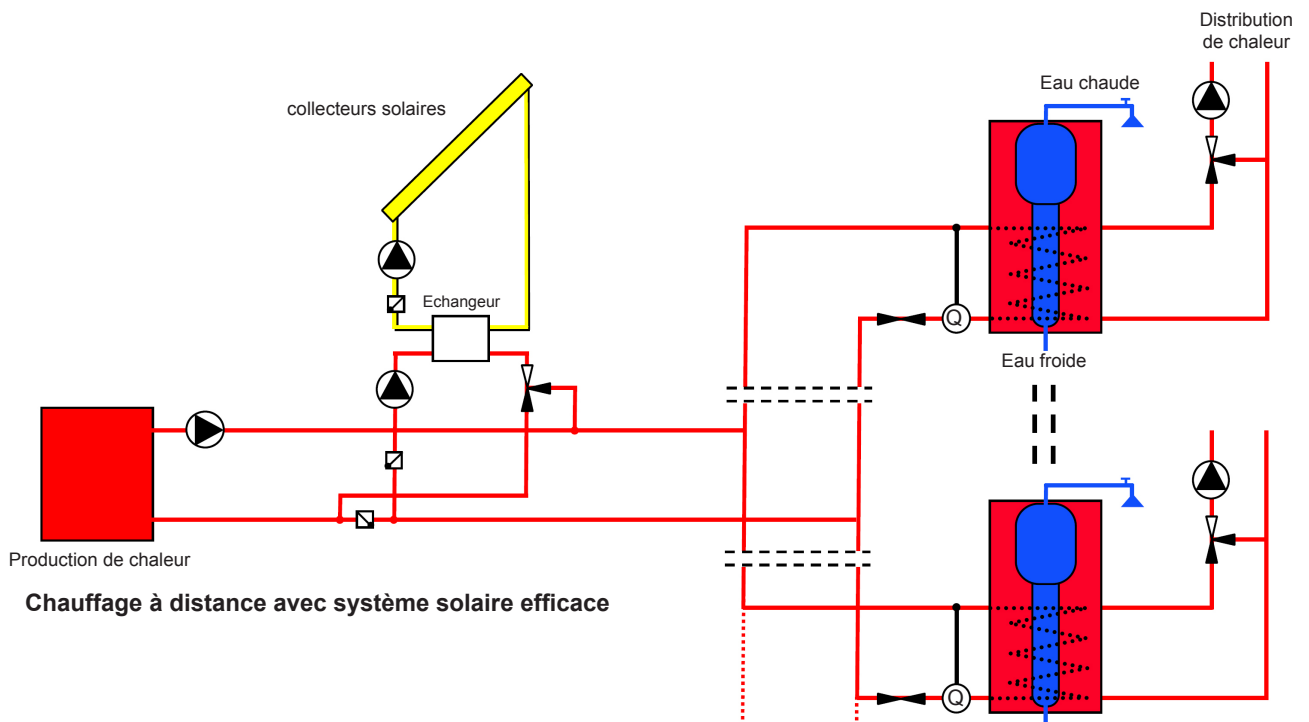 Distribution
de chaleur
Eau chaude
collecteurs solaires
Echangeur
Q
Eau froide
Production de chaleur
Chauffage à distance avec système solaire efficace
Q